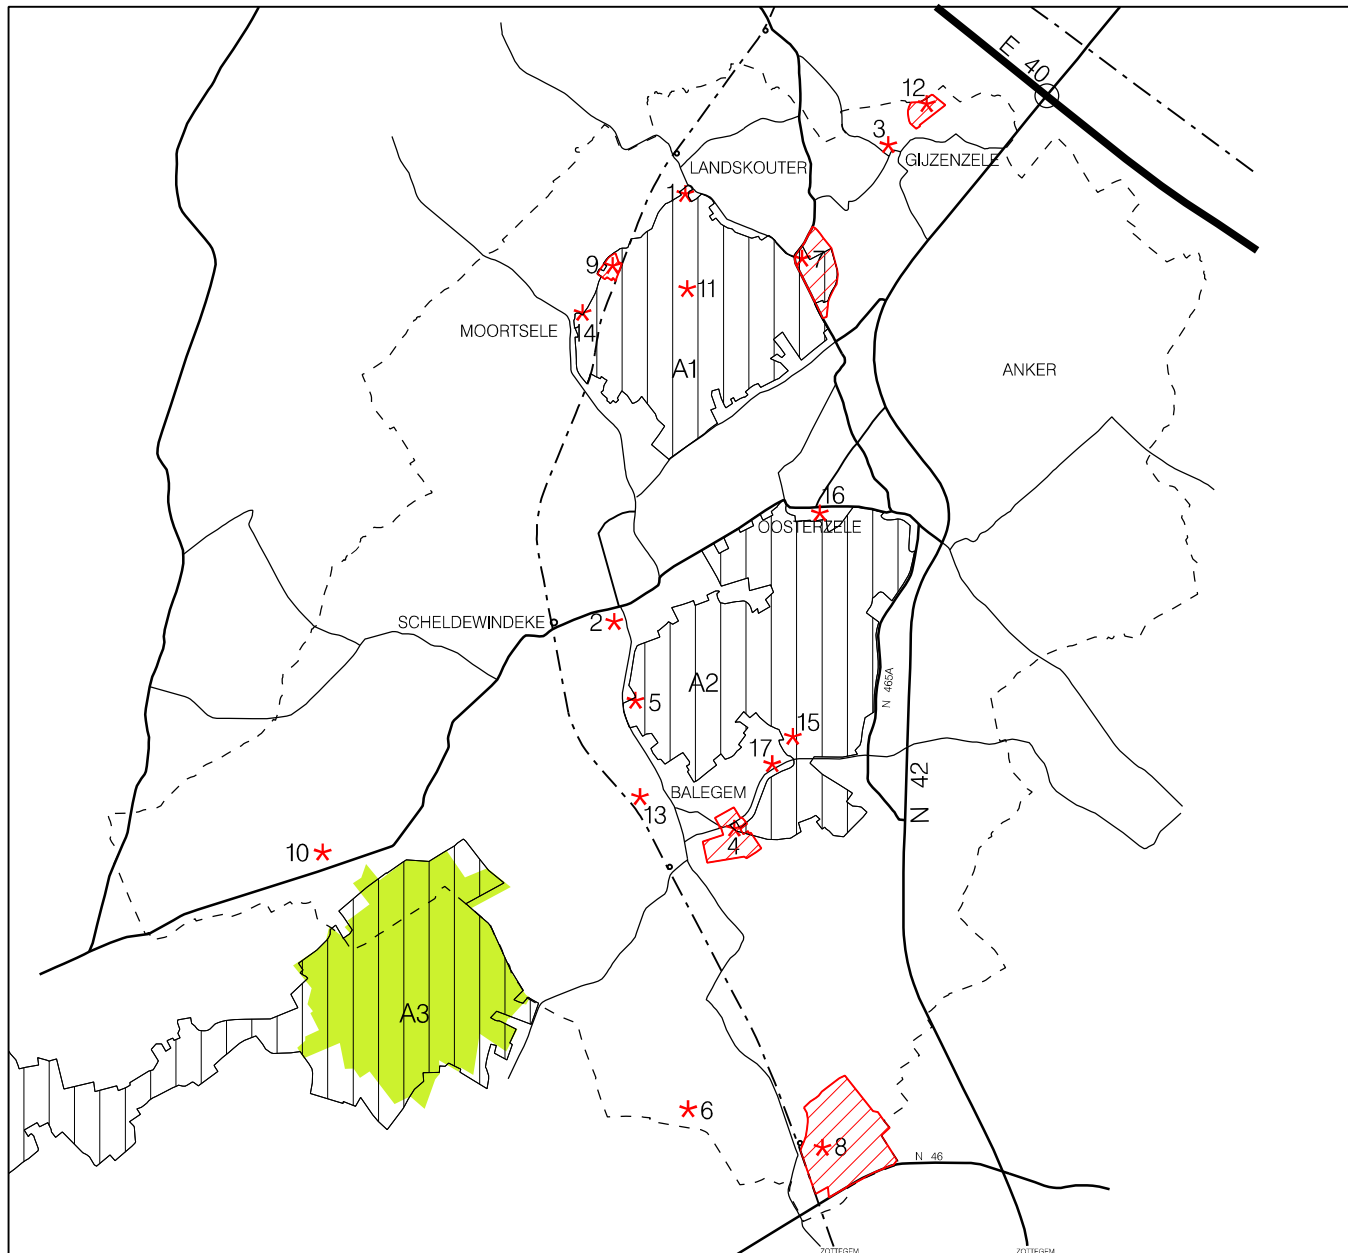 E 40
12
3
GIJZENZELE
LANDSKOUTER
1
9
7
11
14
MOORTSELE
A1
ANKER
16
OOSTERZELE
SCHELDEWINDEKE
2
A2
5
N 465A
15
17
N 42
BALEGEM
13
4
10
A3
6
8
N 46
ZOTTEGEM
ZOTTEGEM